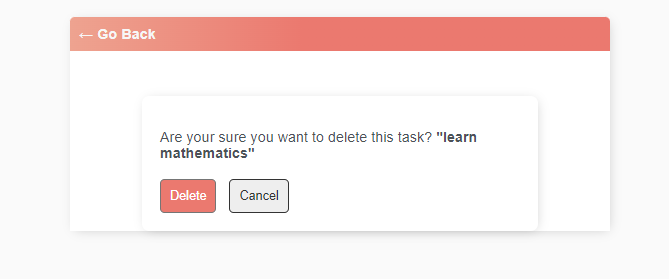 ← Go Back
Are your sure you want to delete this task? "learn
mathematics"
Delete
Cancel